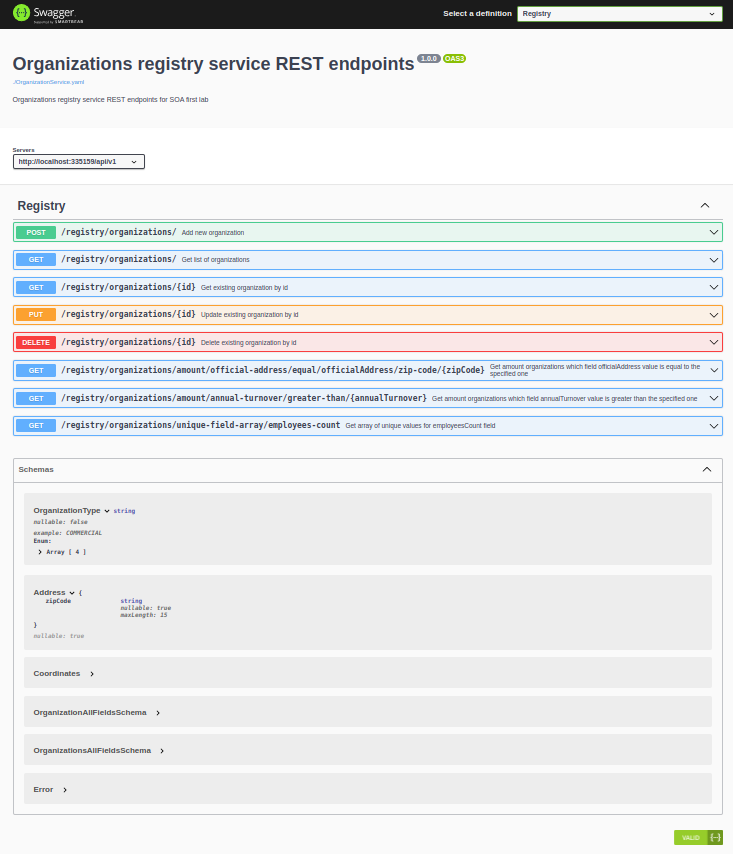 Swagger
Supported by SMARTBEAR
Select a definition
Registry
Organizations registry service REST endpoints 1.0.0 OAS3
./OrganizationService.yaml
Organizations registry service REST endpoints for SOA first lab
Servers
http://localhost:335159/api/v1
Registry
POST /registry/organizations/ Add new organization
GET /registry/organizations/ Get list of organizations
GET /registry/organizations/{id} Get existing organization by id
PUT /registry/organizations/{id} Update existing organization by id
DELETE /registry/organizations/{id} Delete existing organization by id
GET /registry/organizations/amount/official-address/equal/officialAddress/zip-code/{zipCode} Get amount organizations which field officialAddress value is equal to the
specified one
GET /registry/organizations/amount/annual-turnover/greater-than/{annualTurnover} Get amount organizations which field annualTurnover value is greater than the specified one
GET /registry/organizations/unique-field-array/employees-count Get array of unique values for employeesCount field
Schemas
OrganizationType string
nullable: false
example: COMMERCIAL
Enum:
Array [ 4 ]
Address {
zipCode string
nullable: true
maxLength: 15
}
nullable: true
Coordinates
OrganizationAllFieldsSchema
OrganizationsAllFieldsSchema
Error
VALID {-}